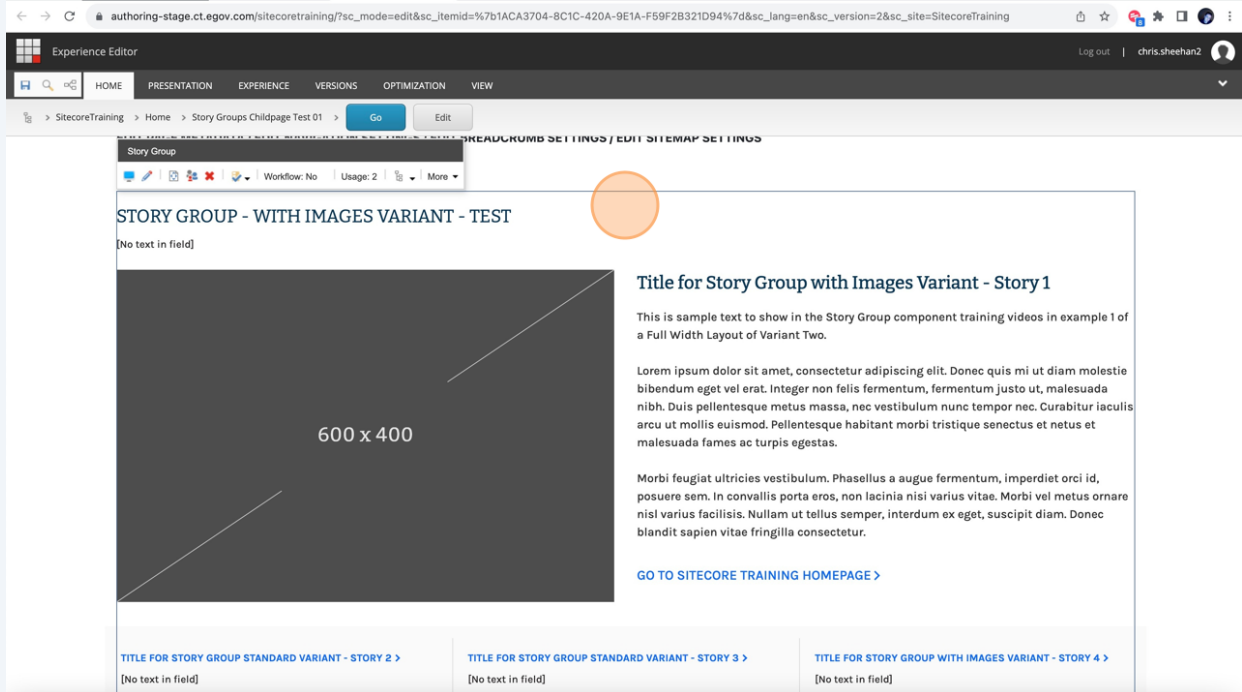 authoring-stage.ct.egov.com/sitecoretraining/?sc_mode=edit&sc_itemid=%7b1ACA3704-8C1C-420A-9E1A-F59F2B321D94%7d&sc_lang=en&sc_version=2&sc_site=SitecoreTraining
8
Experience Editor
Log out | chris.sheehan2
HOME PRESENTATION EXPERIENCE VERSIONS OPTIMIZATION VIEW
> SitecoreTraining > Home > Story Groups Childpage Test 01 > Go Edit
BREADCRUMB SETTINGS / EDIT SITEMAP SETTINGS
Story Group
Workflow: No Usage: 2 More
STORY GROUP - WITH IMAGES VARIANT - TEST
[No text in field]
600 x 400
Title for Story Group with Images Variant - Story 1
This is sample text to show in the Story Group component training videos in example 1 of
a Full Width Layout of Variant Two.
Lorem ipsum dolor sit amet, consectetur adipiscing elit. Donec quis mi ut diam molestie
bibendum eget vel erat. Integer non felis fermentum, fermentum justo ut, malesuada
nibh. Duis pellentesque metus massa, nec vestibulum nunc tempor nec. Curabitur iaculis
arcu ut mollis euismod. Pellentesque habitant morbi tristique senectus et netus et
malesuada fames ac turpis egestas.
Morbi feugiat ultricies vestibulum. Phasellus a augue fermentum, imperdiet orci id,
posuere sem. In convallis porta eros, non lacinia nisi varius vitae. Morbi vel metus ornare
nisl varius facilisis. Nullam ut tellus semper, interdum ex eget, suscipit diam. Donec
blandit sapien vitae fringilla consectetur.
GO TO SITECORE TRAINING HOMEPAGE >
TITLE FOR STORY GROUP STANDARD VARIANT - STORY 2 >
[No text in field]
TITLE FOR STORY GROUP STANDARD VARIANT - STORY 3 >
[No text in field]
TITLE FOR STORY GROUP WITH IMAGES VARIANT - STORY 4 >
[No text in field]